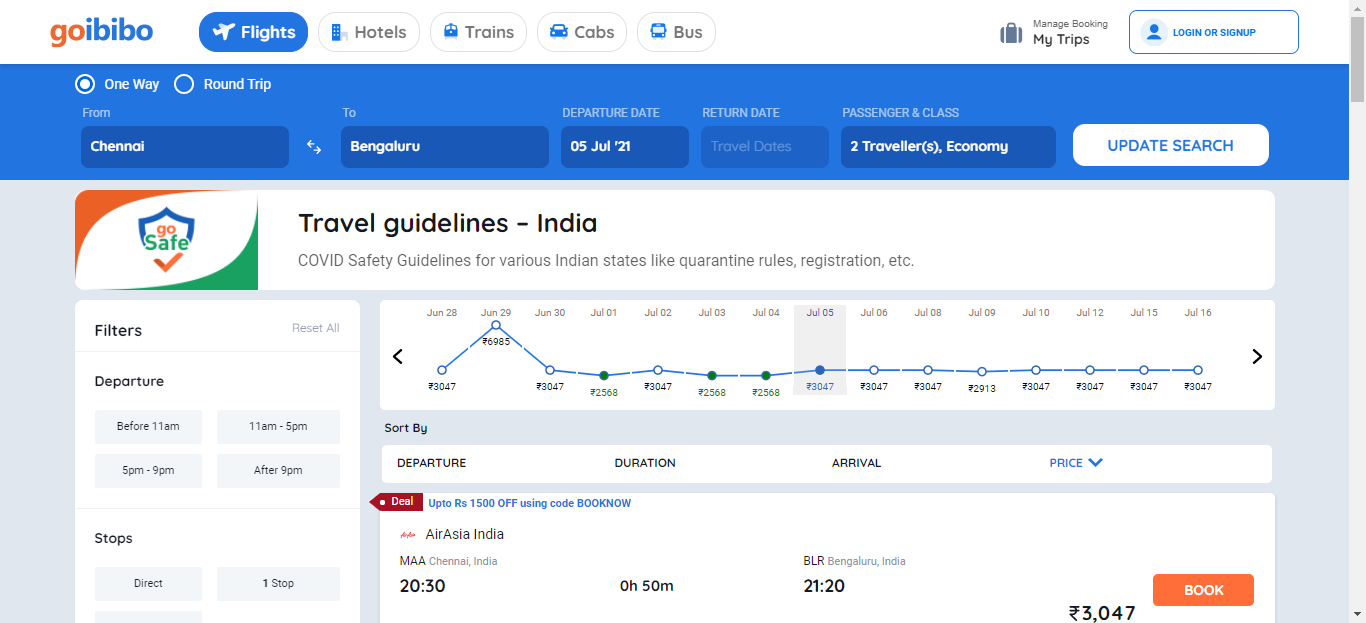 goibibo Flights Hotels Trains Cabs Bus Manage Booking LOGIN OR SIGNUP
My Trips
One Way Round Trip
From To DEPARTURE DATE RETURN DATE PASSENGER & CLASS
Chennai Bengaluru 05 Jul '21 Travel Dates 2 Traveller(s), Economy UPDATE SEARCH
go
Safe
Travel guidelines – India
COVID Safety Guidelines for various Indian states like quarantine rules, registration, etc.
Filters Reset All
Departure
Before 11am 11am - 5pm
5pm - 9pm After 9pm
Stops
Direct 1 Stop
Jun 28 Jun 29 Jun 30 Jul 01 Jul 02 Jul 03 Jul 04 Jul 05 Jul 06 Jul 08 Jul 09 Jul 10 Jul 12 Jul 15 Jul 16
₹3047 ₹6985 ₹3047 ₹2568 ₹3047 ₹2568 ₹2568 ₹3047 ₹3047 ₹3047 ₹2913 ₹3047 ₹3047 ₹3047 ₹3047
Sort By
DEPARTURE DURATION ARRIVAL PRICE
Deal Upto Rs 1500 OFF using code BOOKNOW
AirAsia India
MAA Chennai, India BLR Bengaluru, India
20:30 0h 50m 21:20
BOOK
₹3,047